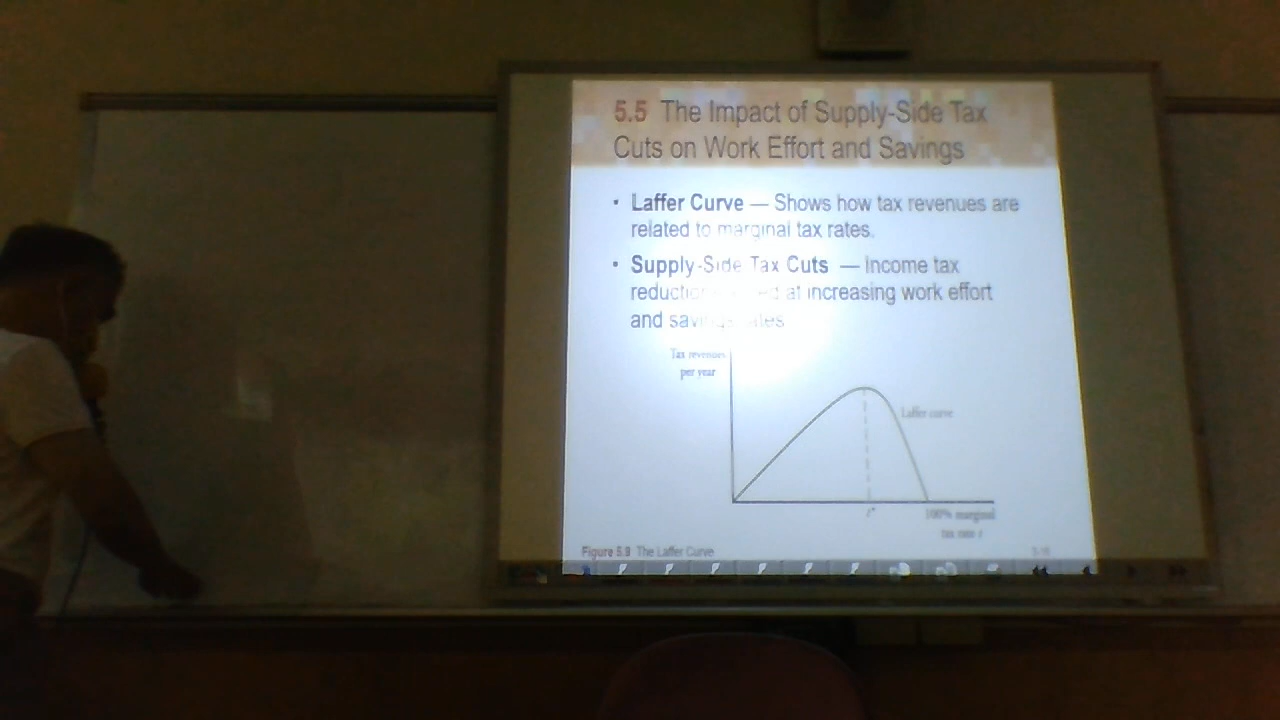 5.5 The Impact of Supply-Side Tax
Cuts on Work Effort and Savings
• Laffer Curve — Shows how tax revenues are
related to marginal tax rates.
• Supply-Side Tax Cuts — Income tax
at increasing work effort
and savings rates
Tax revenues
per year
Laffer curve
t*
100% marginal
tax rate t
Figure 5.9 The Laffer Curve